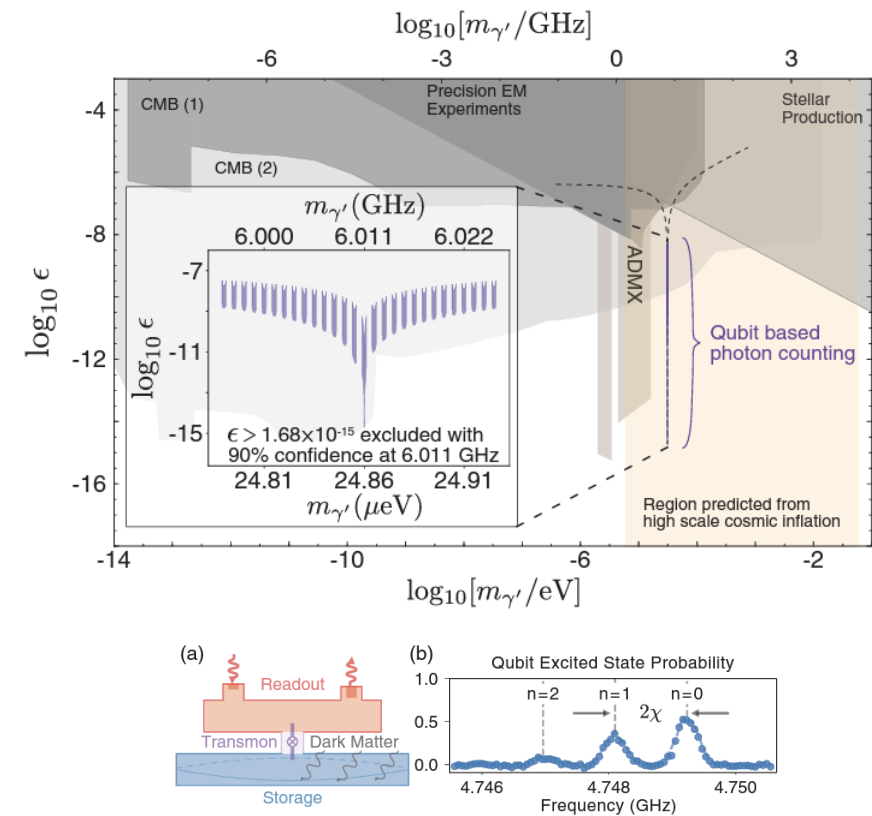 log₁₀[m_γ′/GHz]
-6 -3 0 3
-4
-8
-12
-16
log₁₀ ϵ
CMB (1)
Precision EM
Experiments
Stellar
Production
CMB (2)
m_γ′(GHz)
6.000 6.011 6.022
-7
-11
-15
log₁₀ ϵ
ϵ > 1.68×10⁻¹⁵ excluded with
90% confidence at 6.011 GHz
24.81 24.86 24.91
m_γ′(μeV)
ADMX
Qubit based
photon counting
Region predicted from
high scale cosmic inflation
-14 -10 -6 -2
log₁₀[m_γ′/eV]
(a)
Readout
Transmon
Dark Matter
Storage
(b)
Qubit Excited State Probability
1.0
0.5
0.0
n=2 n=1 n=0
2χ
4.746 4.748 4.750
Frequency (GHz)